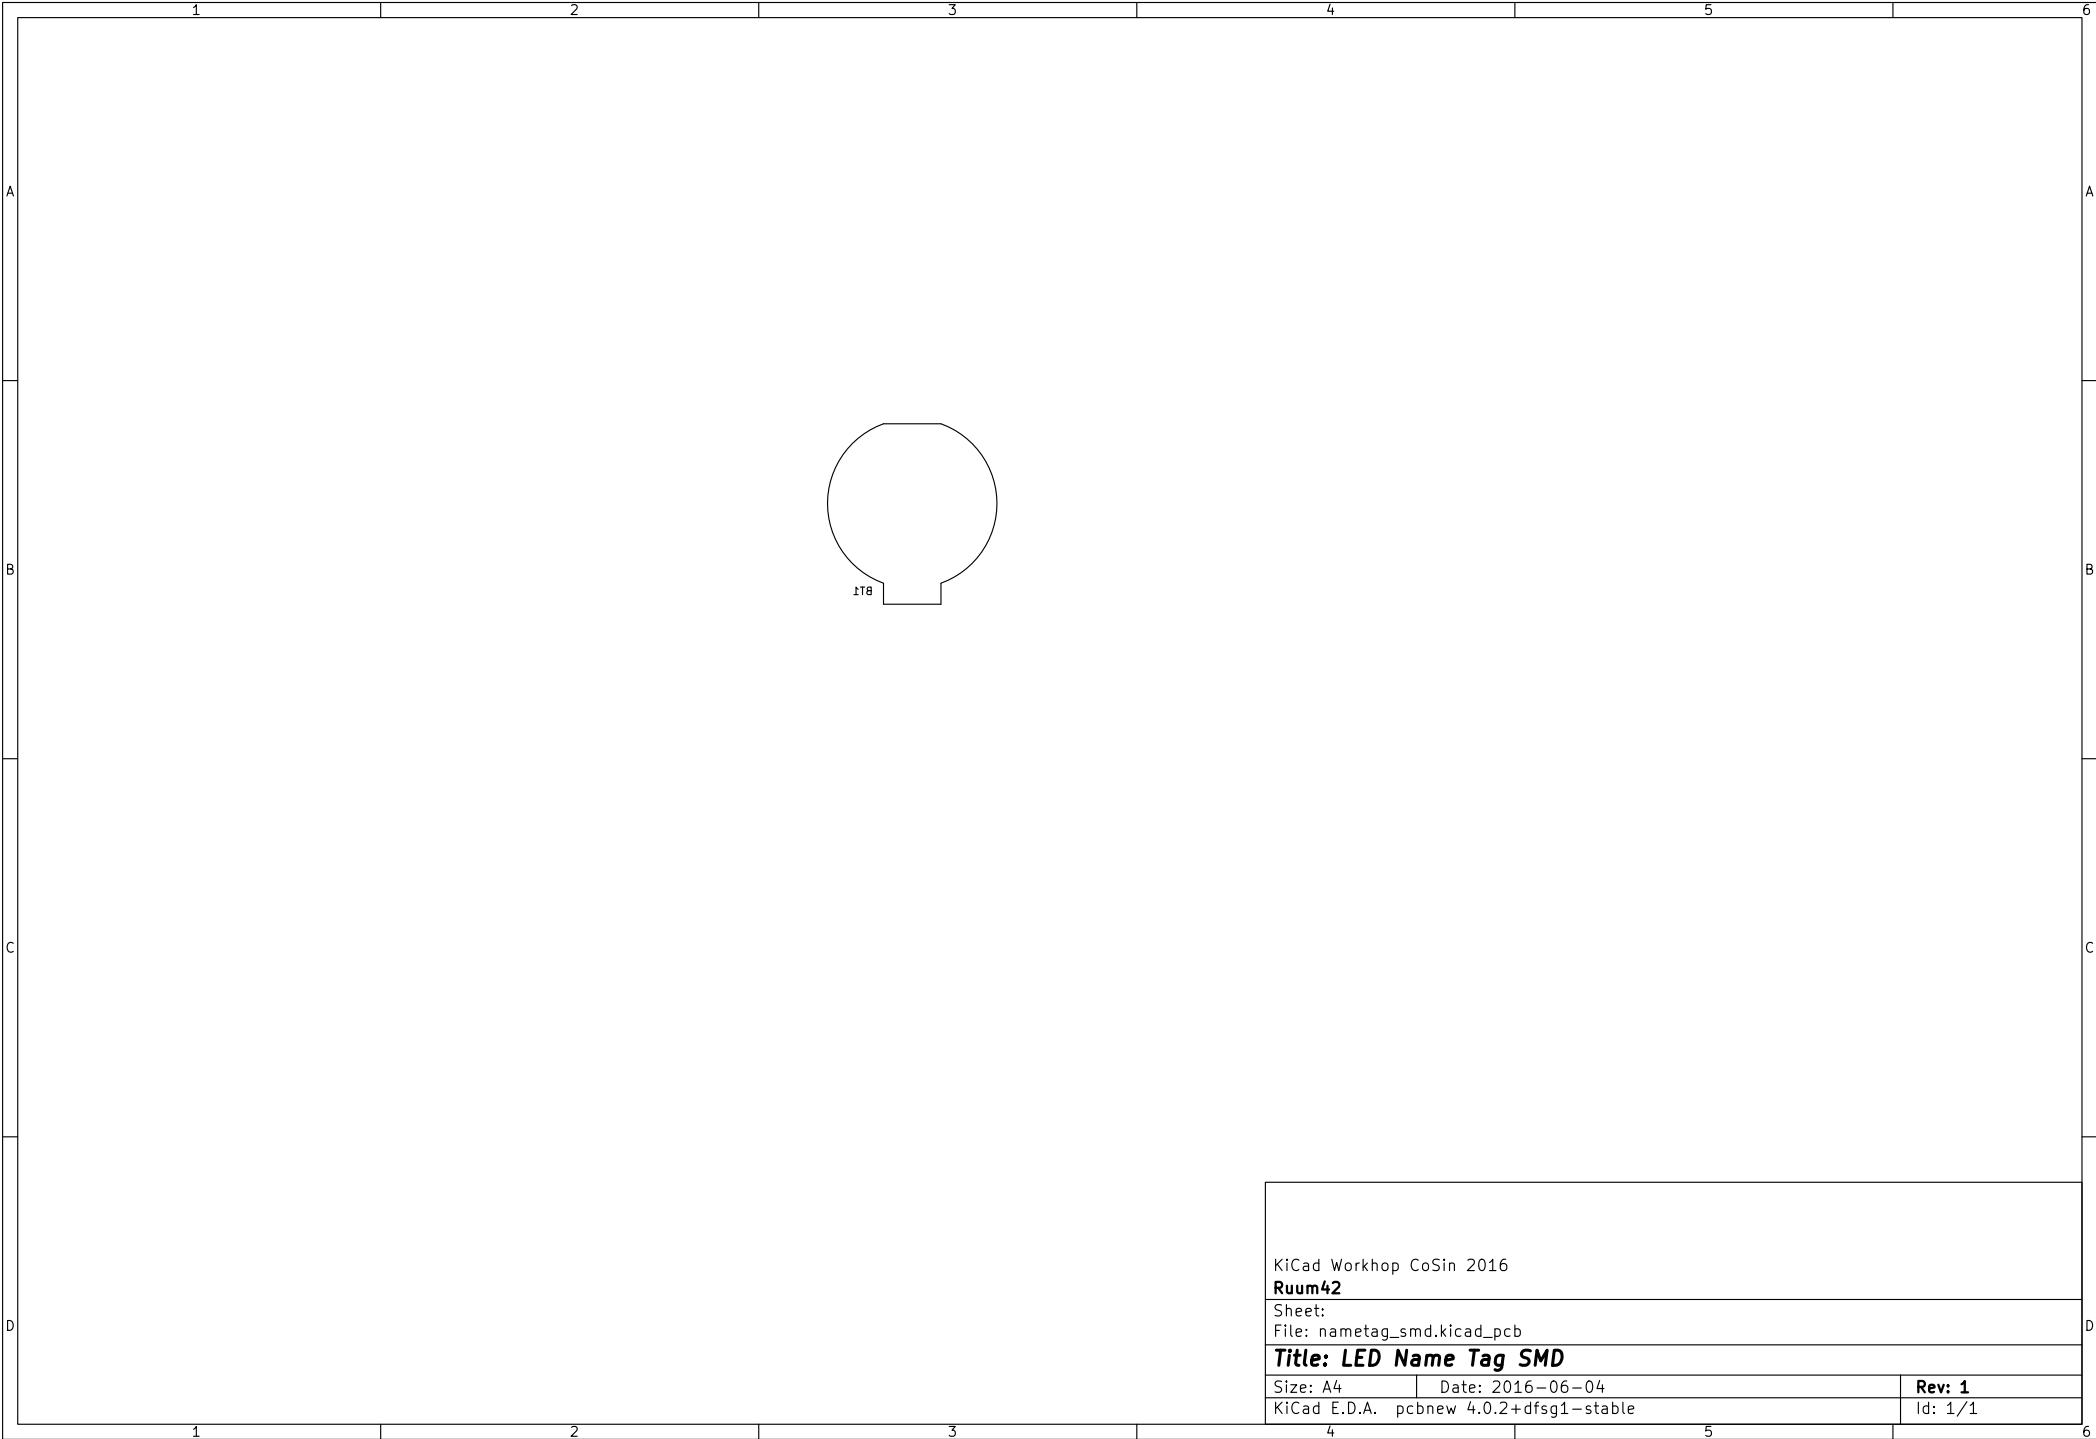 1 2 3 4 5 6
A A
BT1
B B
C C
KiCad Workhop CoSin 2016
Ruum42
Sheet:
File: nametag_smd.kicad_pcb
D D
Title: LED Name Tag SMD
Size: A4 Date: 2016-06-04 Rev: 1
KiCad E.D.A. pcbnew 4.0.2+dfsg1-stable Id: 1/1
1 2 3 4 5 6